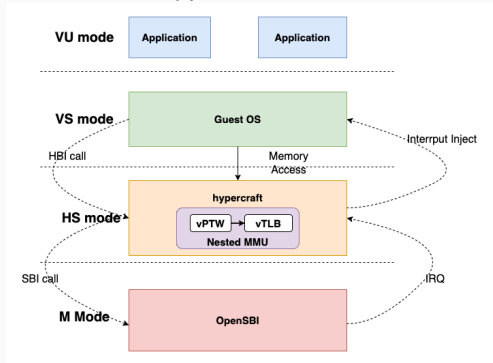 VU mode
Application
Application
VS mode
Guest OS
Interrput Inject
HBI call
Memory
Access
hypercraft
HS mode
vPTW
vTLB
Nested MMU
SBI call
IRQ
M Mode
OpenSBI